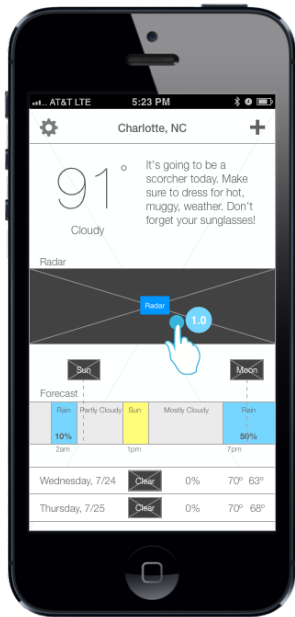 AT&T LTE 5:23 PM
Charlotte, NC
91°
Cloudy
It's going to be a
scorcher today. Make
sure to dress for hot,
muggy, weather. Don't
forget your sunglasses!
Radar
Radar
1.0
Sun Moon
Forecast
Rain Partly Cloudy Sun Mostly Cloudy Rain
10% 50%
2am 1pm 7pm
Wednesday, 7/24 Clear 0% 70° 63°
Thursday, 7/25 Clear 0% 70° 68°